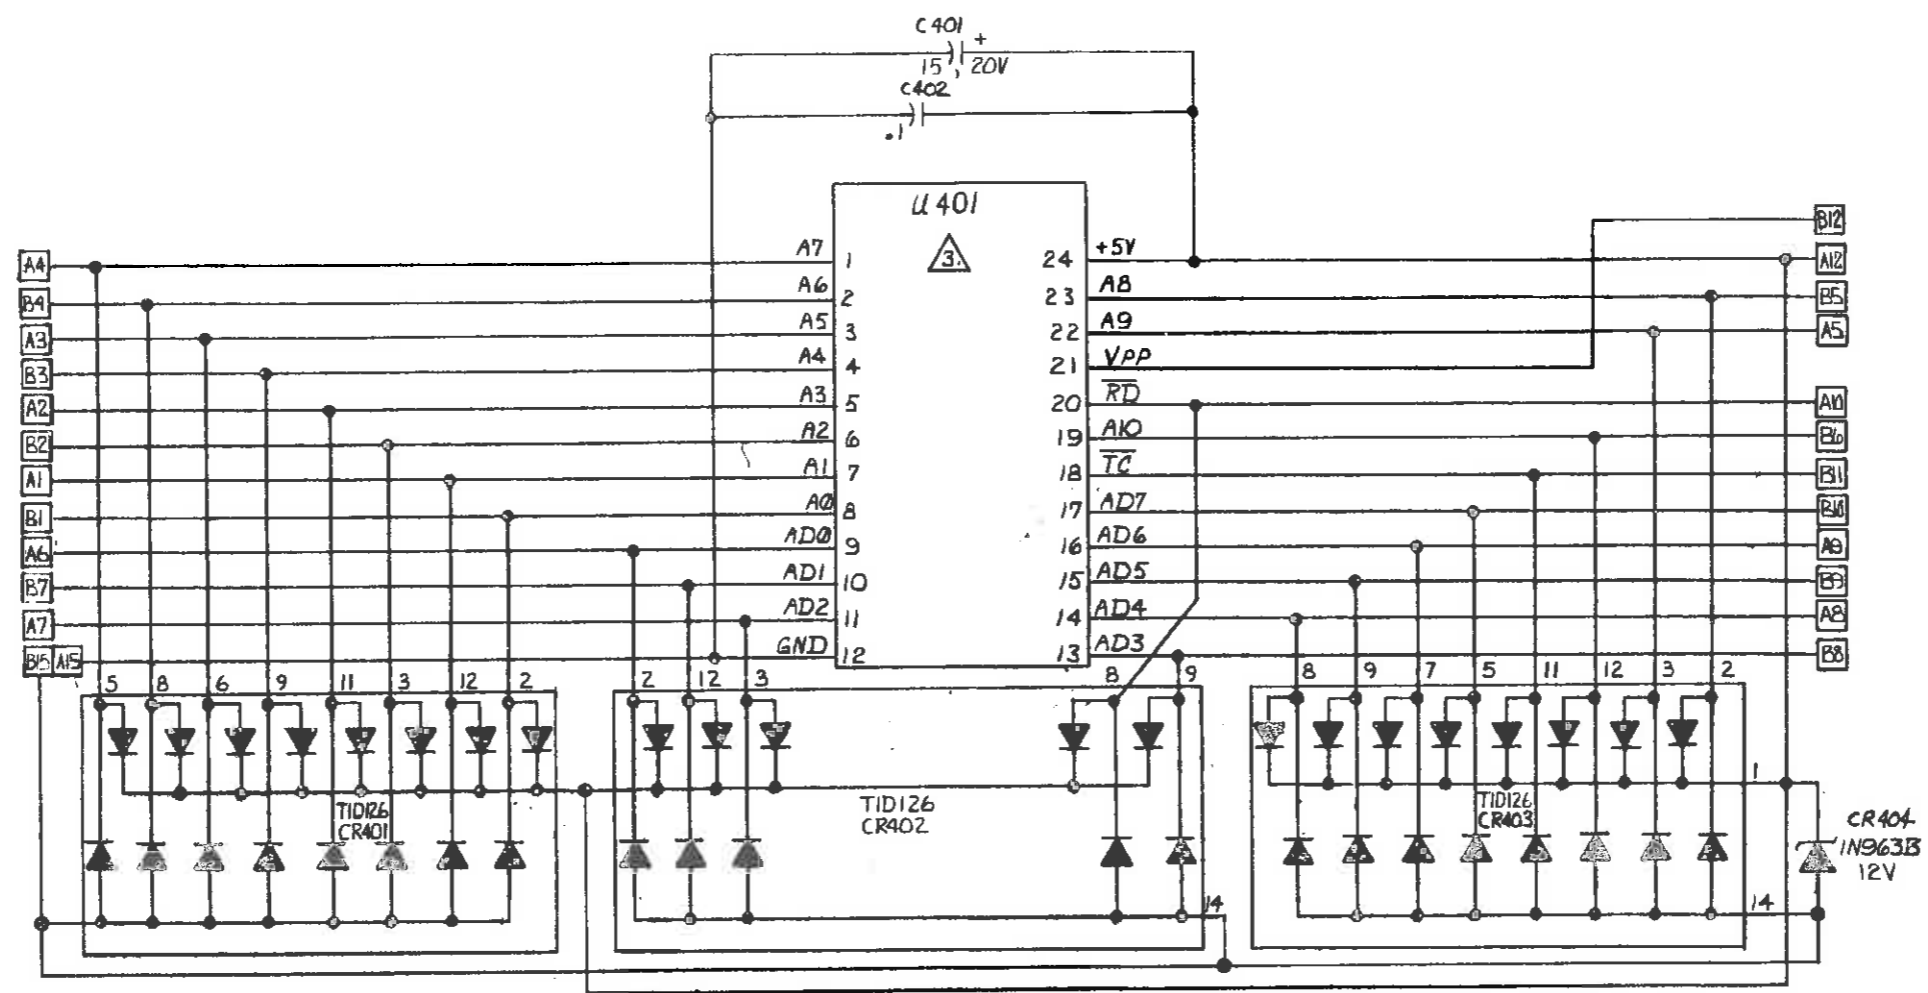 C401
+
15, 20V
C402
.1
U401
3.
A4 A7 1
B4 A6 2
A3 A5 3
B3 A4 4
A2 A3 5
B2 A2 6
A1 A1 7
B1 AØ 8
A6 ADØ 9
B7 AD1 10
A7 AD2 11
B15 A15 GND 12
B12
24 +5V A12
23 A8 B5
22 A9 A5
21 VPP
20 RD A10
19 A10 B6
18 TC B11
17 AD7 B10
16 AD6 A9
15 AD5 B9
14 AD4 A8
13 AD3 B8
5 8 6 9 11 3 12 2
2 12 3 8 9
8 9 7 5 11 12 3 2
1
TID126
CR401
TID126
CR402
TID126
CR403
CR404
1N963B
12V
14
14